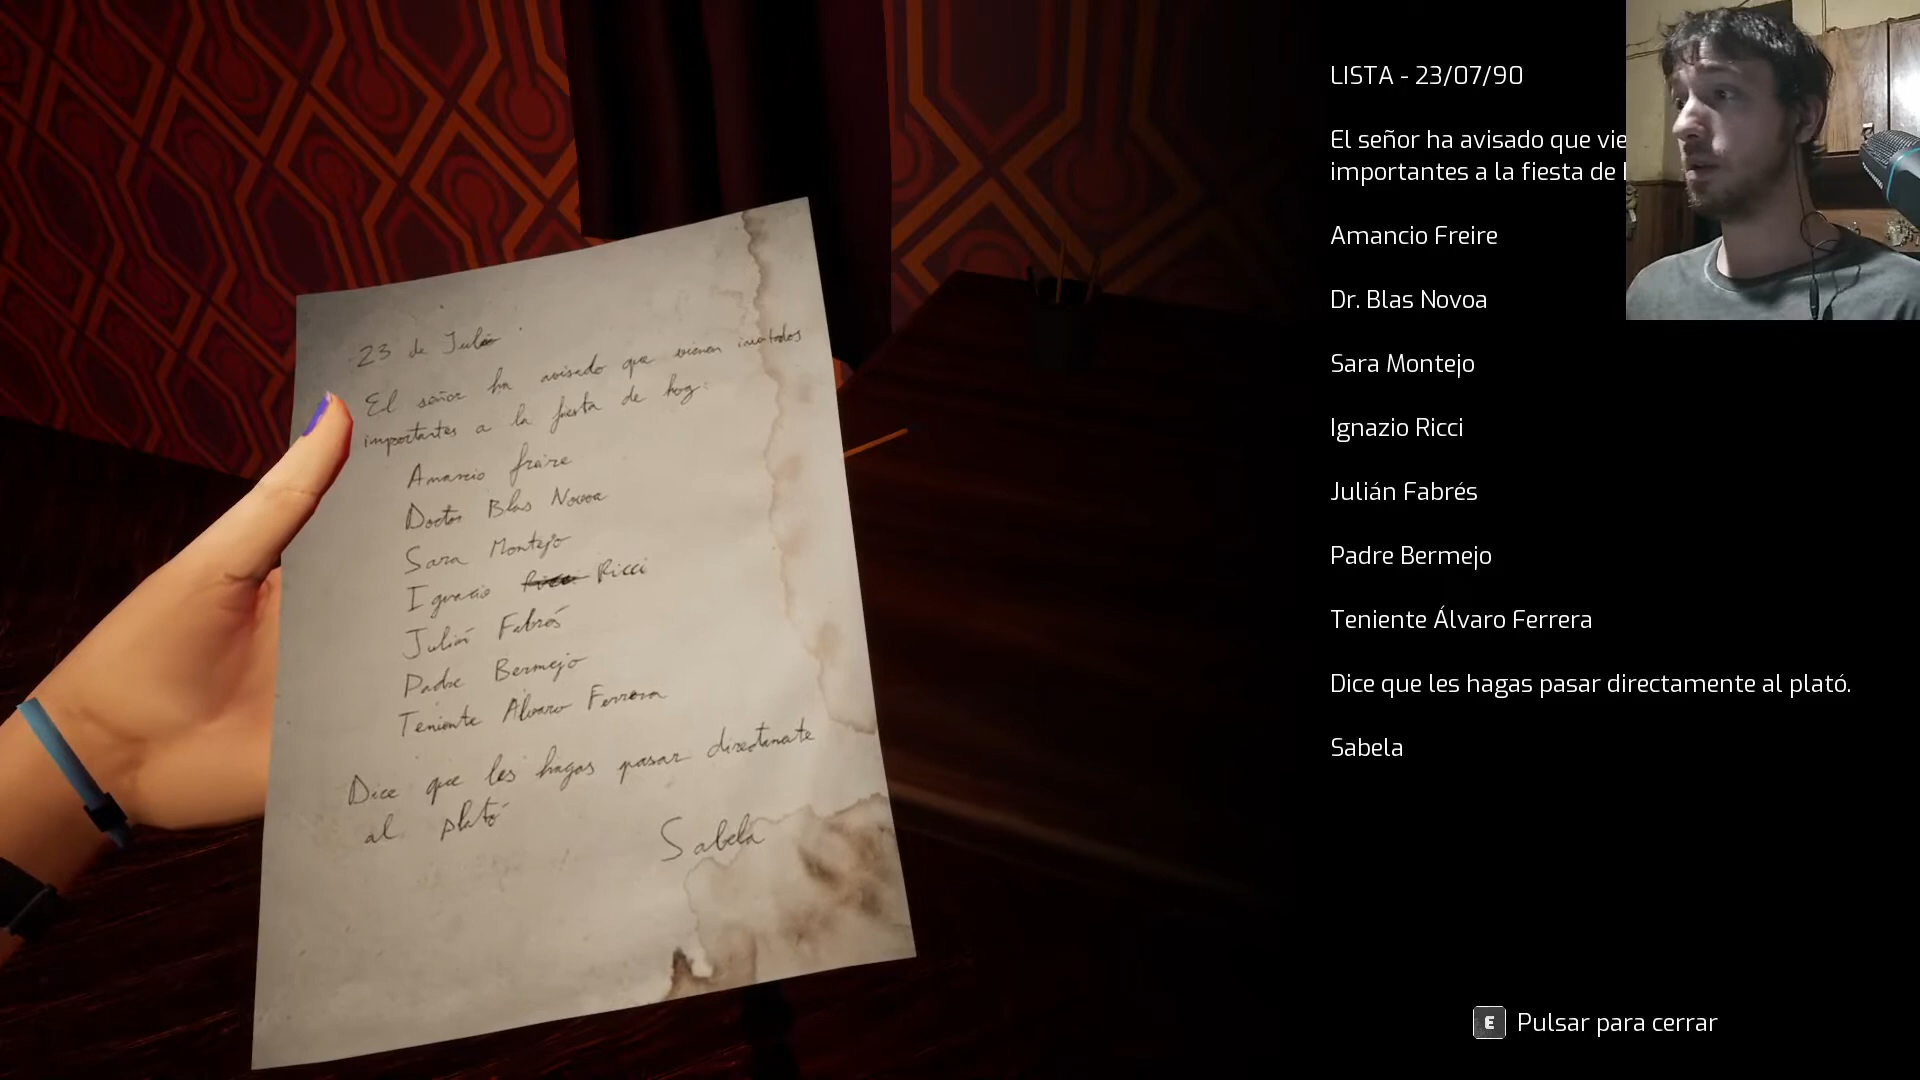 23 de Julio
El señor ha avisado que vienen invitados
importantes a la fiesta de hoy:
Amancio freire
Doctor Blas Novoa
Sara Montejo
Ignazio Ricci
Julián Fabrés
Padre Bermejo
Teniente Álvaro Ferrera
Dice que les hagas pasar directamente
al plató
Sabela
LISTA - 23/07/90
El señor ha avisado que vie
importantes a la fiesta de
Amancio Freire
Dr. Blas Novoa
Sara Montejo
Ignazio Ricci
Julián Fabrés
Padre Bermejo
Teniente Álvaro Ferrera
Dice que les hagas pasar directamente al plató.
Sabela
E Pulsar para cerrar